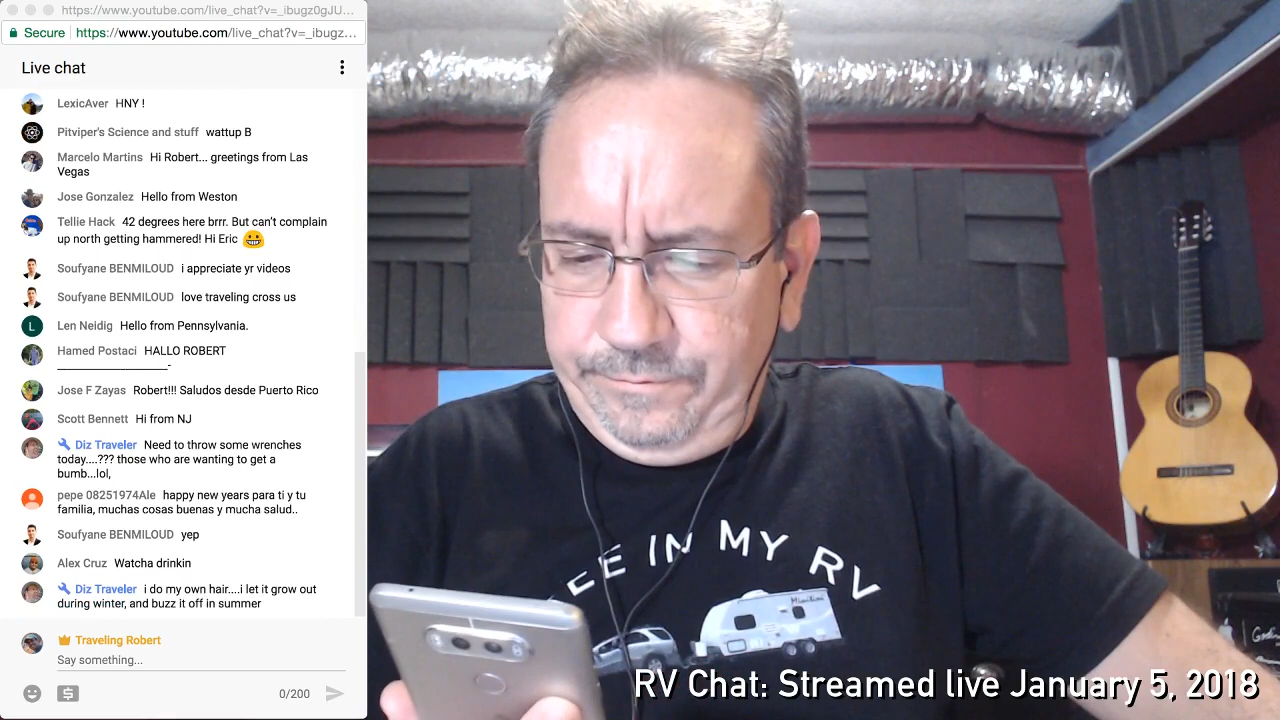 https://www.youtube.com/live_chat?v=_ibugz0gJU...
Secure https://www.youtube.com/live_chat?v=_ibugz...
Live chat
LexicAver HNY !
Pitviper's Science and stuff wattup B
Marcelo Martins Hi Robert... greetings from Las
Vegas
Jose Gonzalez Hello from Weston
Tellie Hack 42 degrees here brrr. But can't complain
up north getting hammered! Hi Eric 😀
Soufyane BENMILOUD i appreciate yr videos
Soufyane BENMILOUD love traveling cross us
L Len Neidig Hello from Pennsylvania.
Hamed Postaci HALLO ROBERT
____________________-
Jose F Zayas Robert!!! Saludos desde Puerto Rico
Scott Bennett Hi from NJ
Diz Traveler Need to throw some wrenches
today....??? those who are wanting to get a
bumb...lol,
pepe 08251974Ale happy new years para ti y tu
familia, muchas cosas buenas y mucha salud..
Soufyane BENMILOUD yep
Alex Cruz Watcha drinkin
Diz Traveler i do my own hair....i let it grow out
during winter, and buzz it off in summer
Traveling Robert
Say something...
0/200
FE IN MY RV
RV Chat: Streamed live January 5, 2018